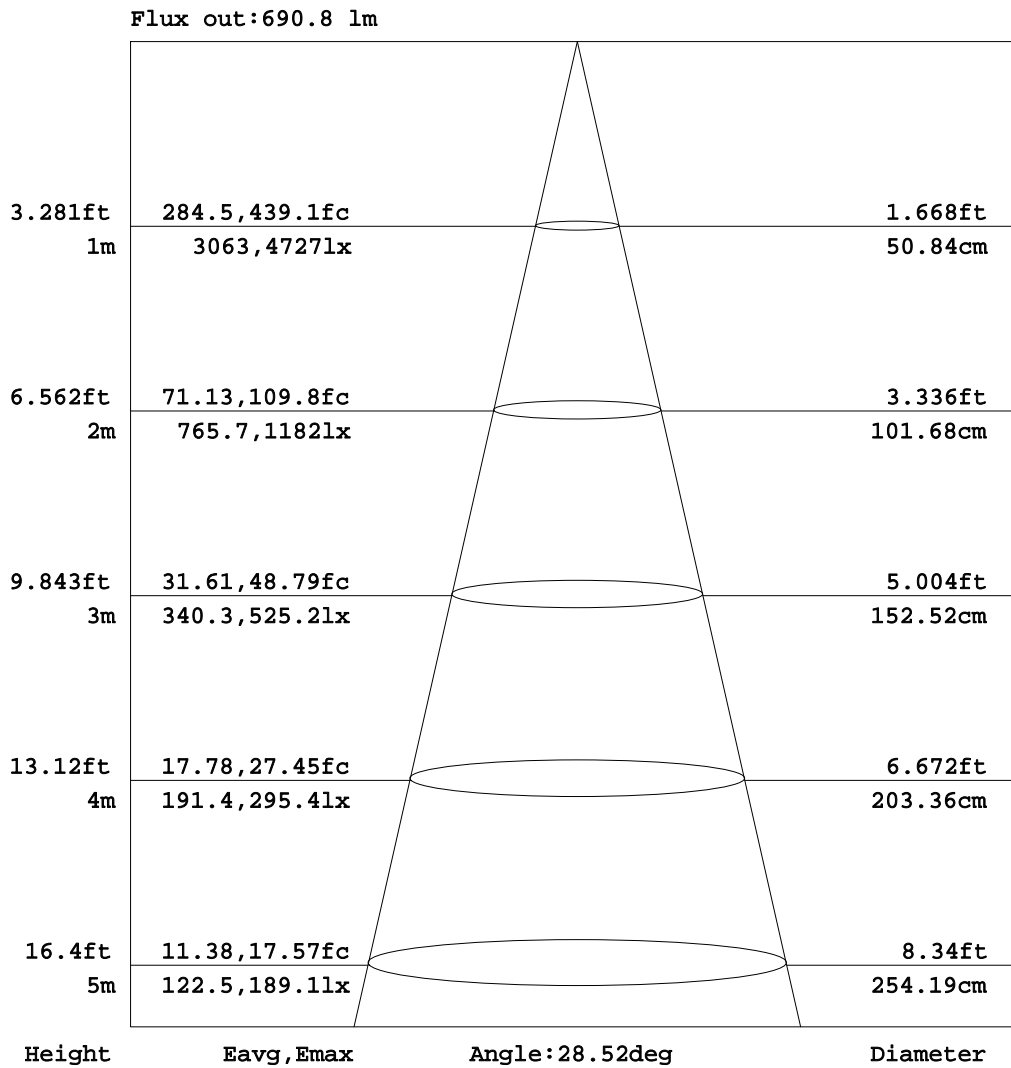 Flux out:690.8 lm
3.281ft 284.5,439.1fc 1.668ft
1m 3063,4727lx 50.84cm
6.562ft 71.13,109.8fc 3.336ft
2m 765.7,1182lx 101.68cm
9.843ft 31.61,48.79fc 5.004ft
3m 340.3,525.2lx 152.52cm
13.12ft 17.78,27.45fc 6.672ft
4m 191.4,295.4lx 203.36cm
16.4ft 11.38,17.57fc 8.34ft
5m 122.5,189.1lx 254.19cm
Height Eavg,Emax Angle:28.52deg Diameter